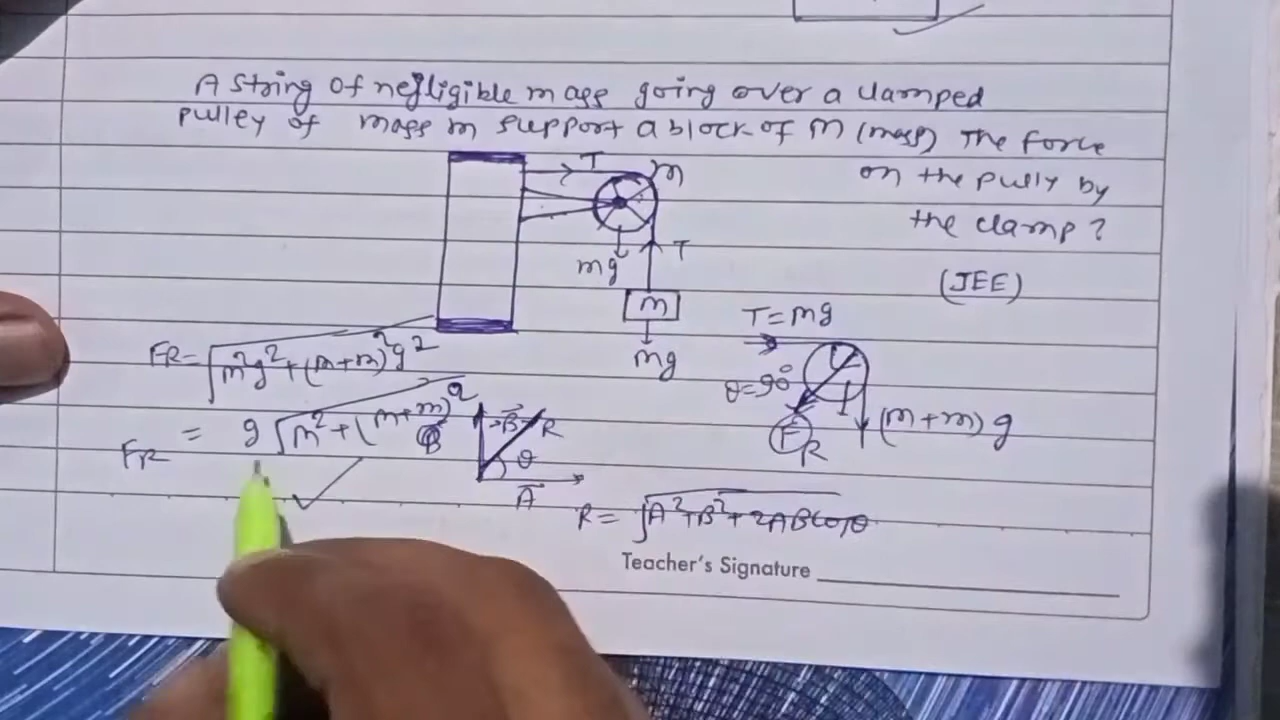 A string of negligible mass going over a clamped
pulley of mass m support a block of M (mass) The force
on the pully by
the clamp?
(JEE)
T
m
mg
T
m
mg
T = mg
θ=90°
(m+m) g
FR
FR = √m²g²+(m+m)²g²
FR = g√m²+(m+m)²
B
R
θ
A
R = √A²+B²+2ABcosθ
Teacher's Signature